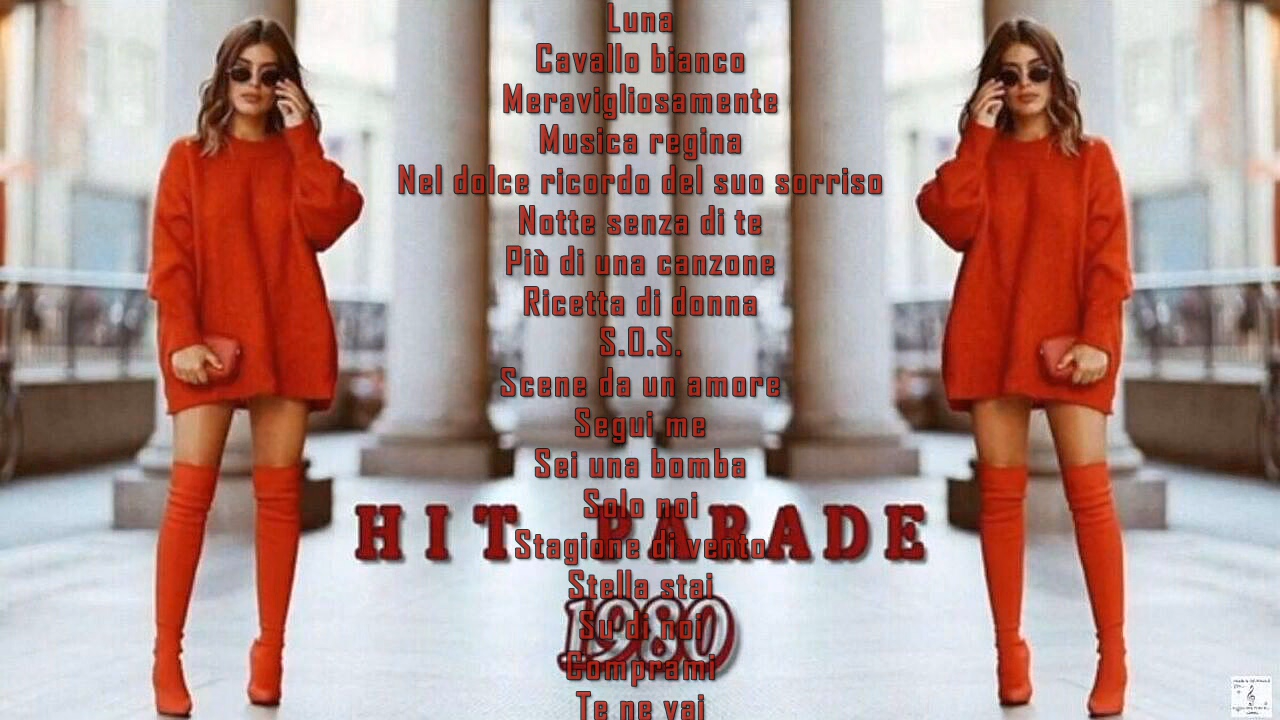 Luna
Cavallo bianco
Meravigliosamente
Musica regina
Nel dolce ricordo del suo sorriso
Notte senza di te
Più di una canzone
Ricetta di donna
S.O.S.
Scene da un amore
Segui me
Sei una bomba
Solo noi
HIT PARADE
Stagione di vento
Stella stai
1980
Su di noi
Comprami
Te ne vai